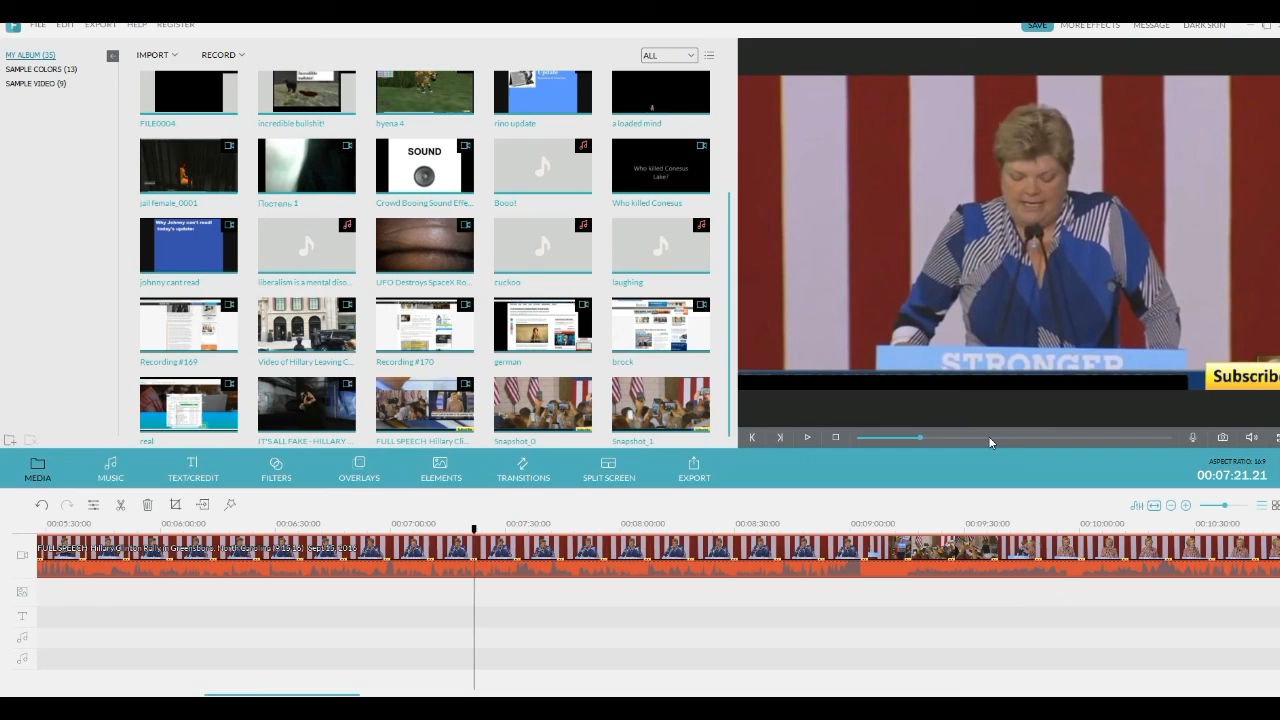 FILE EDIT EXPORT HELP REGISTER
SAVE MORE EFFECTS MESSAGE DARK SKIN
MY ALBUM (35)
SAMPLE COLORS (13)
SAMPLE VIDEO (9)
IMPORT RECORD ALL
FILE0004 incredible bullshit! hyena 4 rino update a loaded mind
SOUND
Who killed Conesus
Lake?
jail female_0001 Постель 1 Crowd Booing Sound Effe... Booo! Who killed Conesus
Why Johnny can't read!
today's update:
johnny cant read liberalism is a mental diso... UFO Destroys SpaceX Ro... cuckoo laughing
Recording #169 Video of Hillary Leaving C... Recording #170 german brock
real IT'S ALL FAKE - HILLARY ... FULL SPEECH: Hillary Cli... Snapshot_0 Snapshot_1
STRONGER
Subscribe
MEDIA MUSIC TEXT/CREDIT FILTERS OVERLAYS ELEMENTS TRANSITIONS SPLIT SCREEN EXPORT
ASPECT RATIO: 16:9
00:07:21.21
00:05:30:00 00:06:00:00 00:06:30:00 00:07:00:00 00:07:30:00 00:08:00:00 00:08:30:00 00:09:00:00 00:09:30:00 00:10:00:00 00:10:30:00
FULL SPEECH: Hillary Clinton Rally in Greensboro, North Carolina (9.15.16) Sept 15, 2016